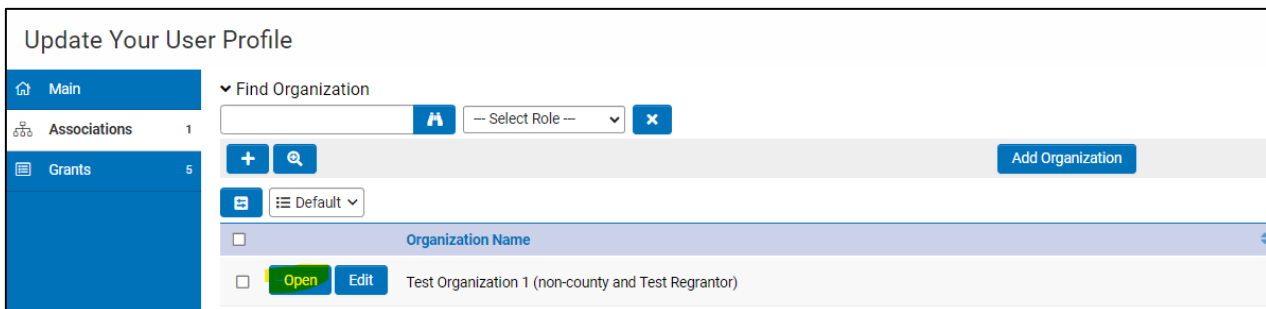 Update Your User Profile
Main
Find Organization
Associations 1
--- Select Role ---
Grants 5
Add Organization
Default
Organization Name
Open Edit Test Organization 1 (non-county and Test Regrantor)